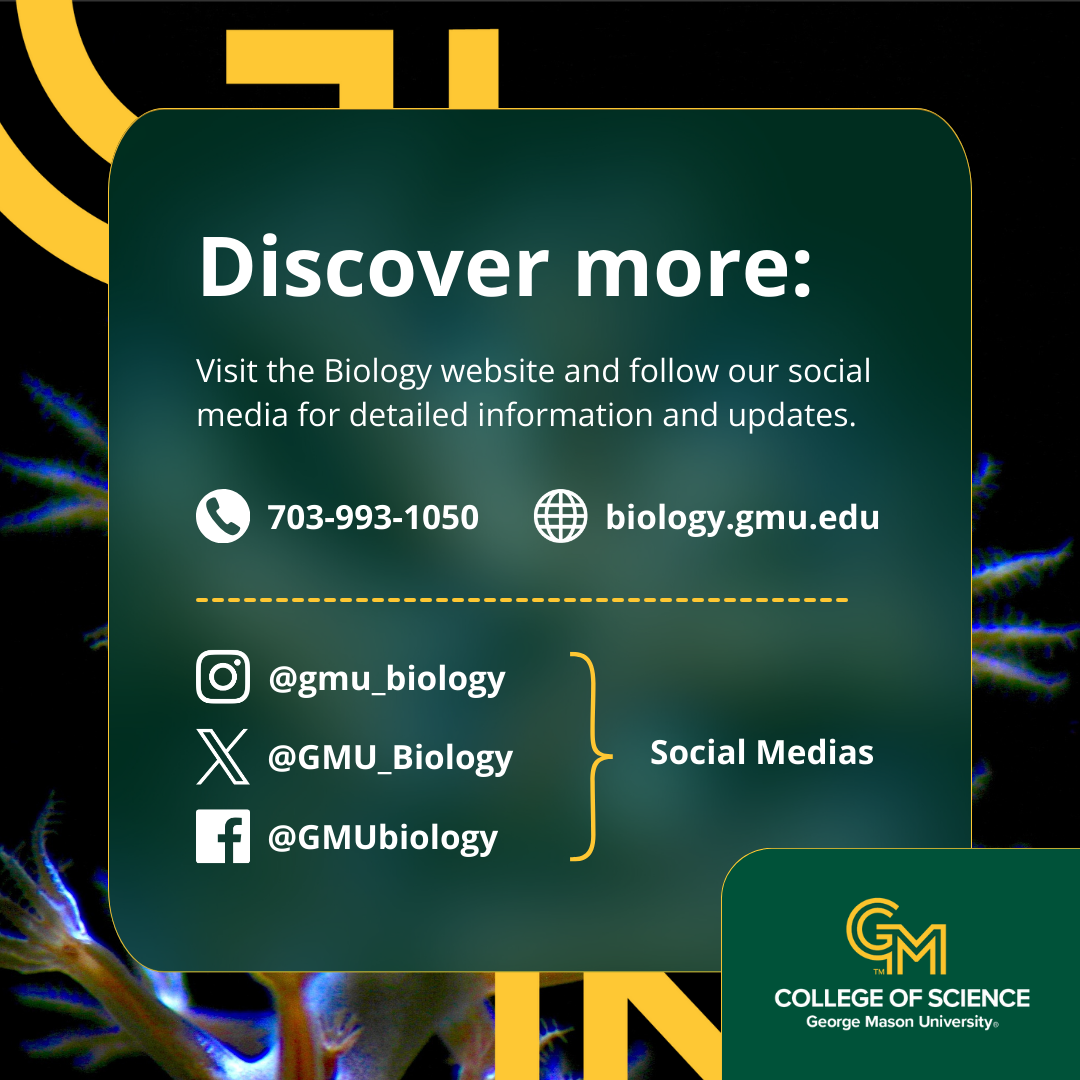 Discover more:
Visit the Biology website and follow our social
media for detailed information and updates.
703-993-1050 biology.gmu.edu
@gmu_biology
@GMU_Biology
Social Medias
@GMUbiology
GM
TM
COLLEGE OF SCIENCE
George Mason University®